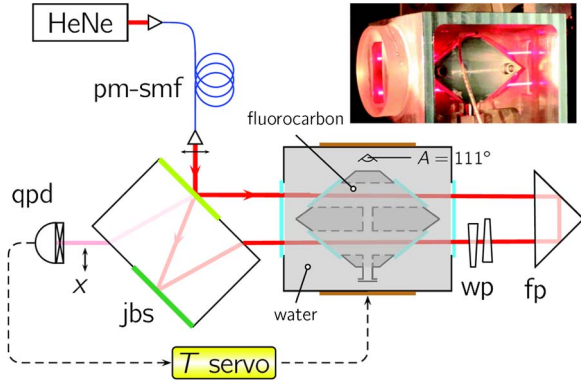 HeNe
pm-smf
fluorocarbon
A = 111°
qpd
x
jbs
water
wp
fp
T servo